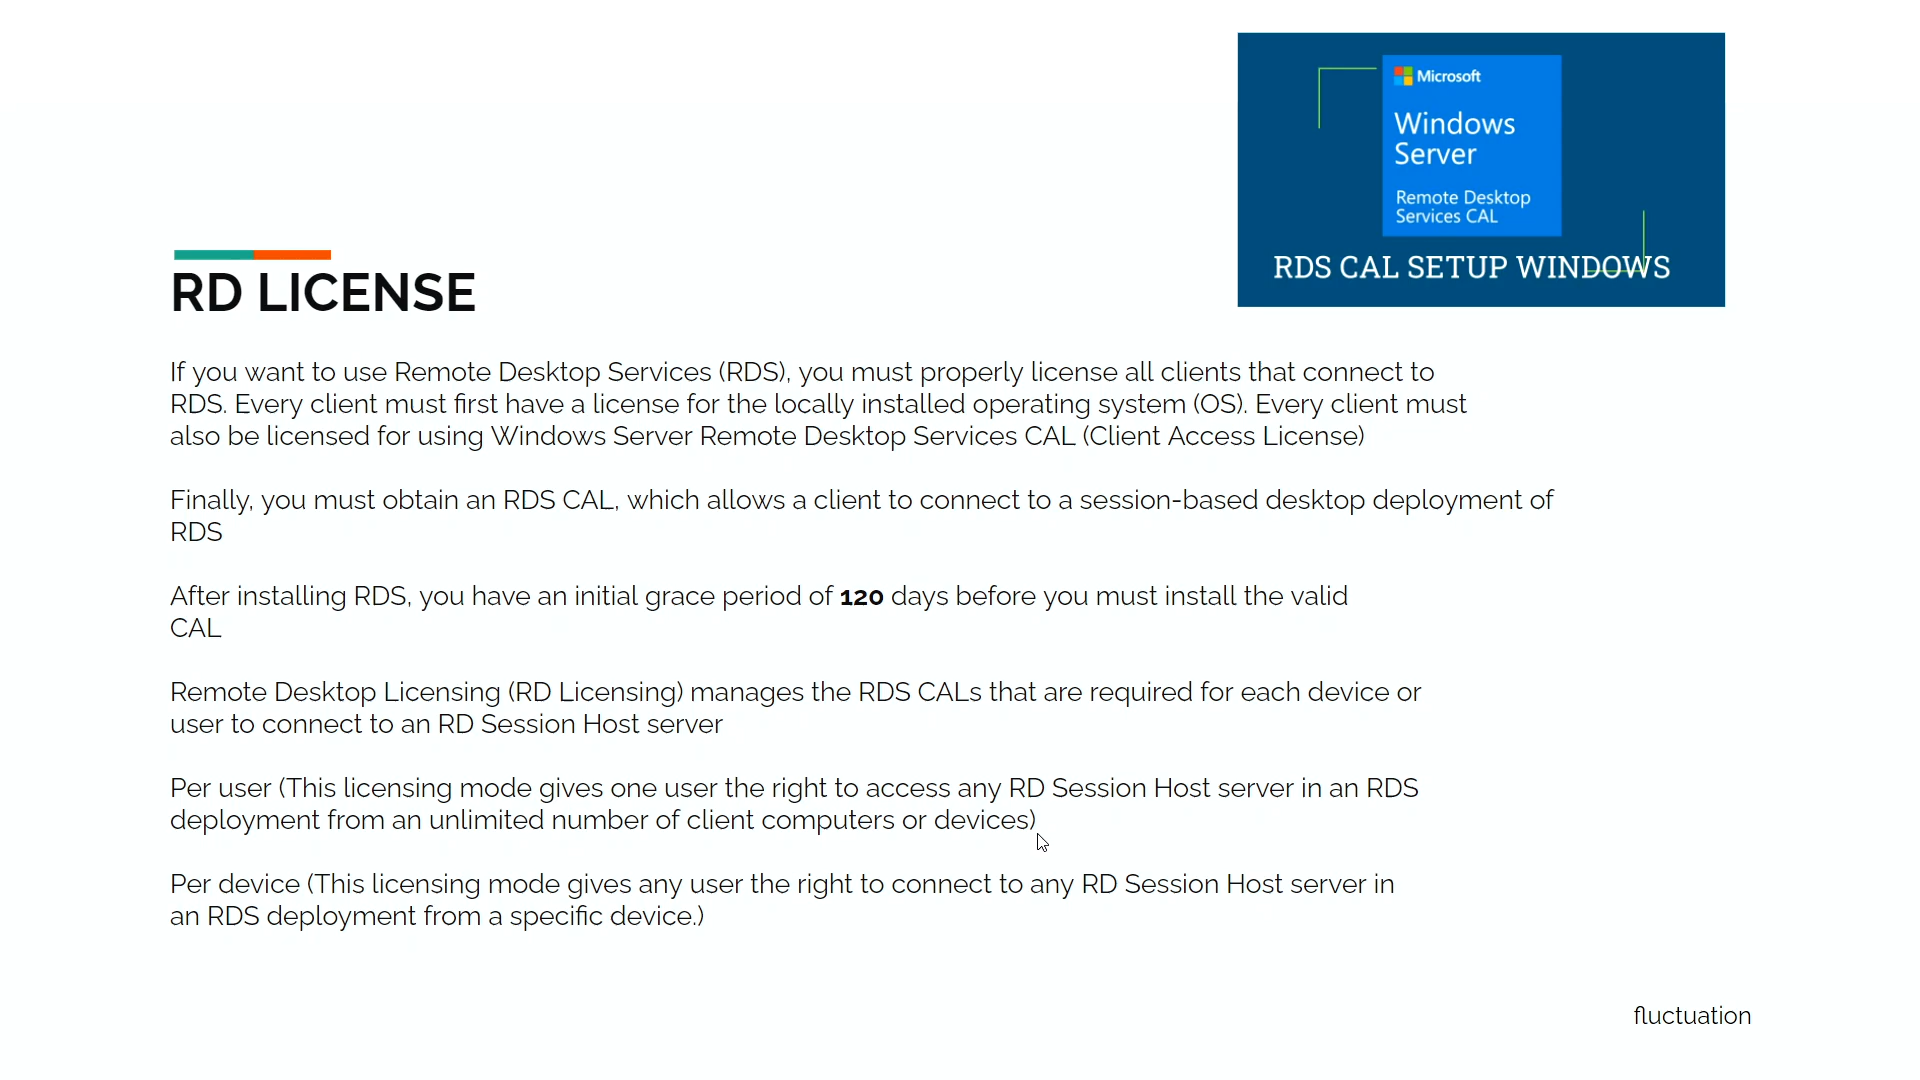 Microsoft
Windows
Server
Remote Desktop
Services CAL
RDS CAL SETUP WINDOWS
RD LICENSE
If you want to use Remote Desktop Services (RDS), you must properly license all clients that connect to
RDS. Every client must first have a license for the locally installed operating system (OS). Every client must
also be licensed for using Windows Server Remote Desktop Services CAL (Client Access License)
Finally, you must obtain an RDS CAL, which allows a client to connect to a session-based desktop deployment of
RDS
After installing RDS, you have an initial grace period of 120 days before you must install the valid
CAL
Remote Desktop Licensing (RD Licensing) manages the RDS CALs that are required for each device or
user to connect to an RD Session Host server
Per user (This licensing mode gives one user the right to access any RD Session Host server in an RDS
deployment from an unlimited number of client computers or devices)
Per device (This licensing mode gives any user the right to connect to any RD Session Host server in
an RDS deployment from a specific device.)
fluctuation